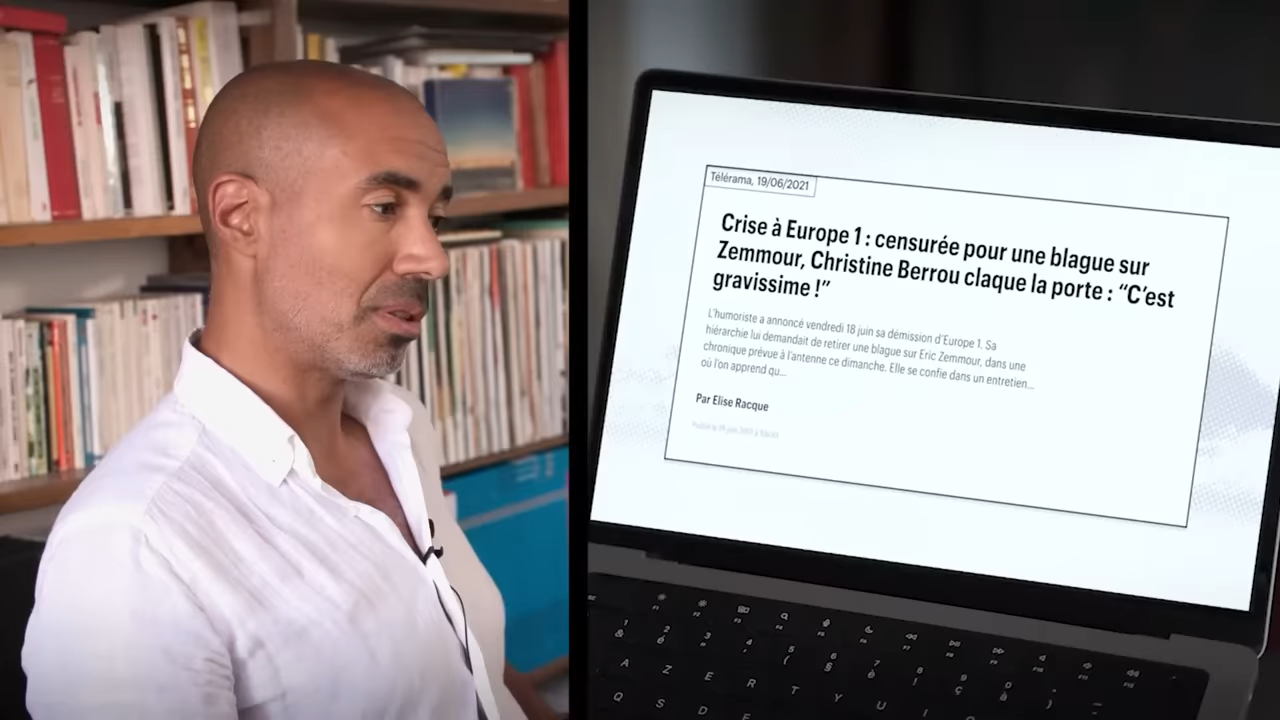 Télérama, 19/06/2021
Crise à Europe 1 : censurée pour une blague sur
Zemmour, Christine Berrou claque la porte : “C’est
gravissime !”
L’humoriste a annoncé vendredi 18 juin sa démission d’Europe 1. Sa
hiérarchie lui demandait de retirer une blague sur Eric Zemmour, dans une
chronique prévue à l’antenne ce dimanche. Elle se confie dans un entretien...
où l’on apprend qu...
Par Elise Racque
A Z E R T Y U I O
Q S D